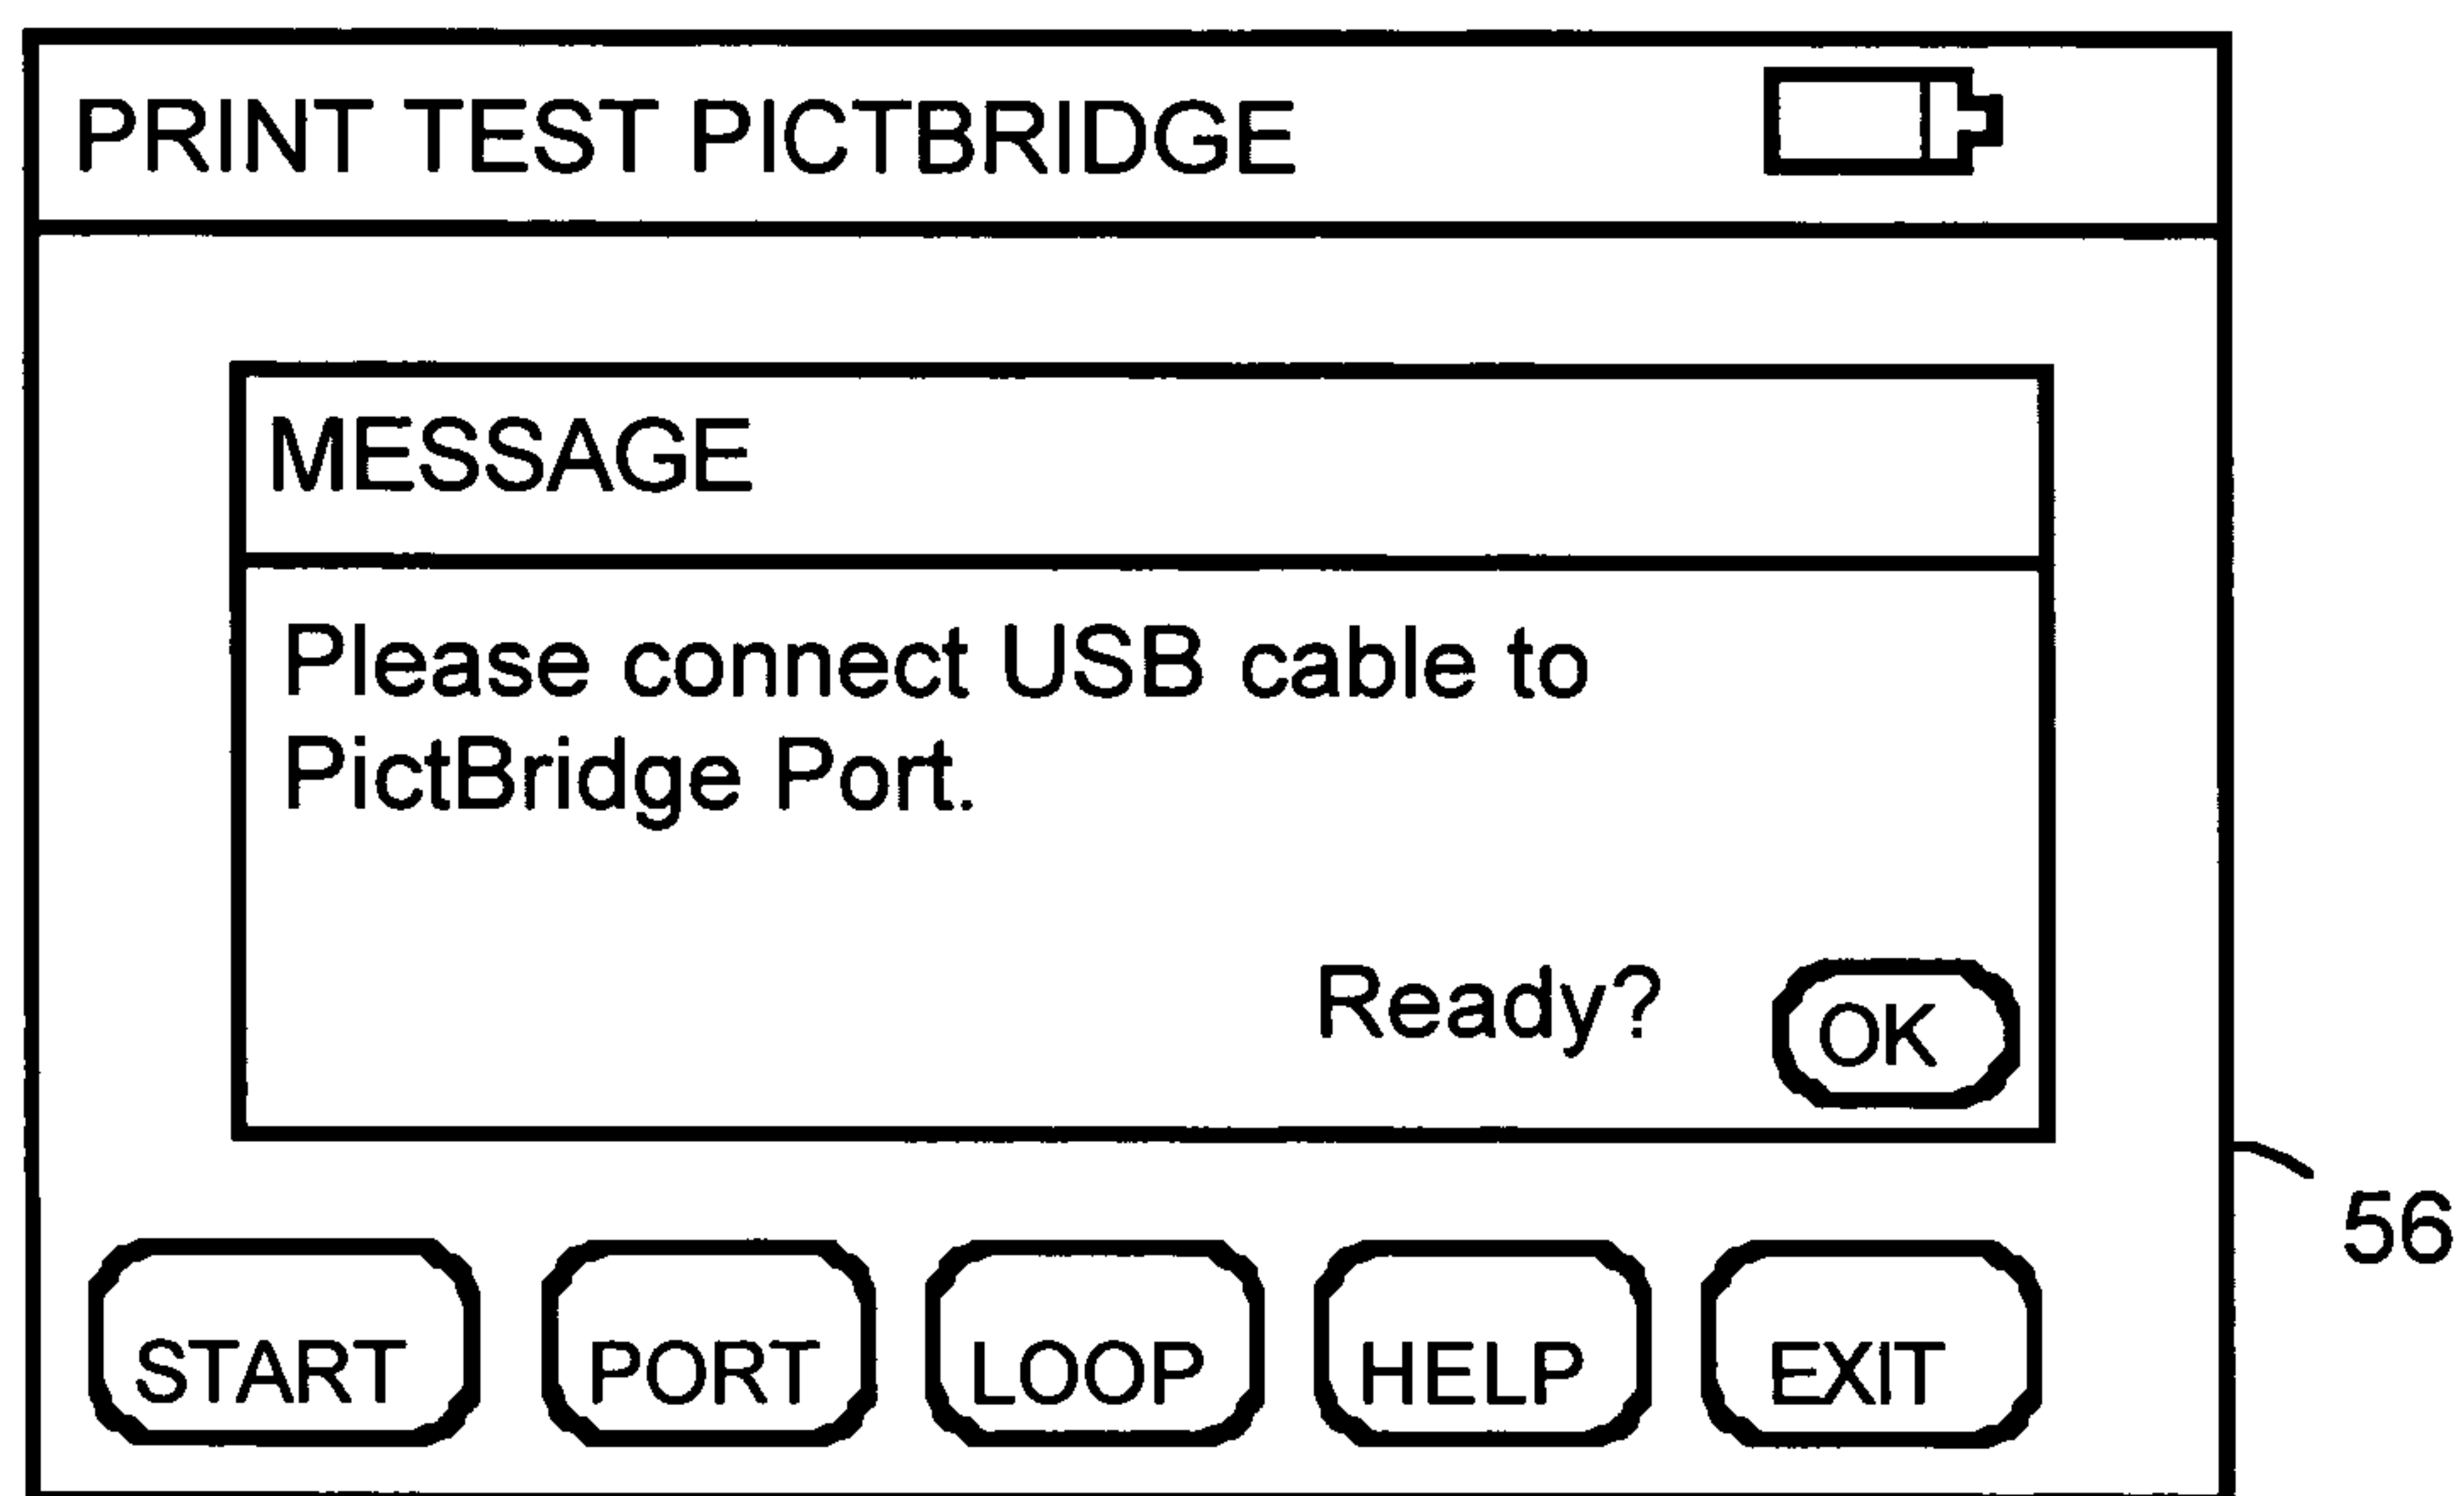 PRINT TEST PICTBRIDGE
MESSAGE
Please connect USB cable to
PictBridge Port.
Ready? OK
56
START PORT LOOP HELP EXIT